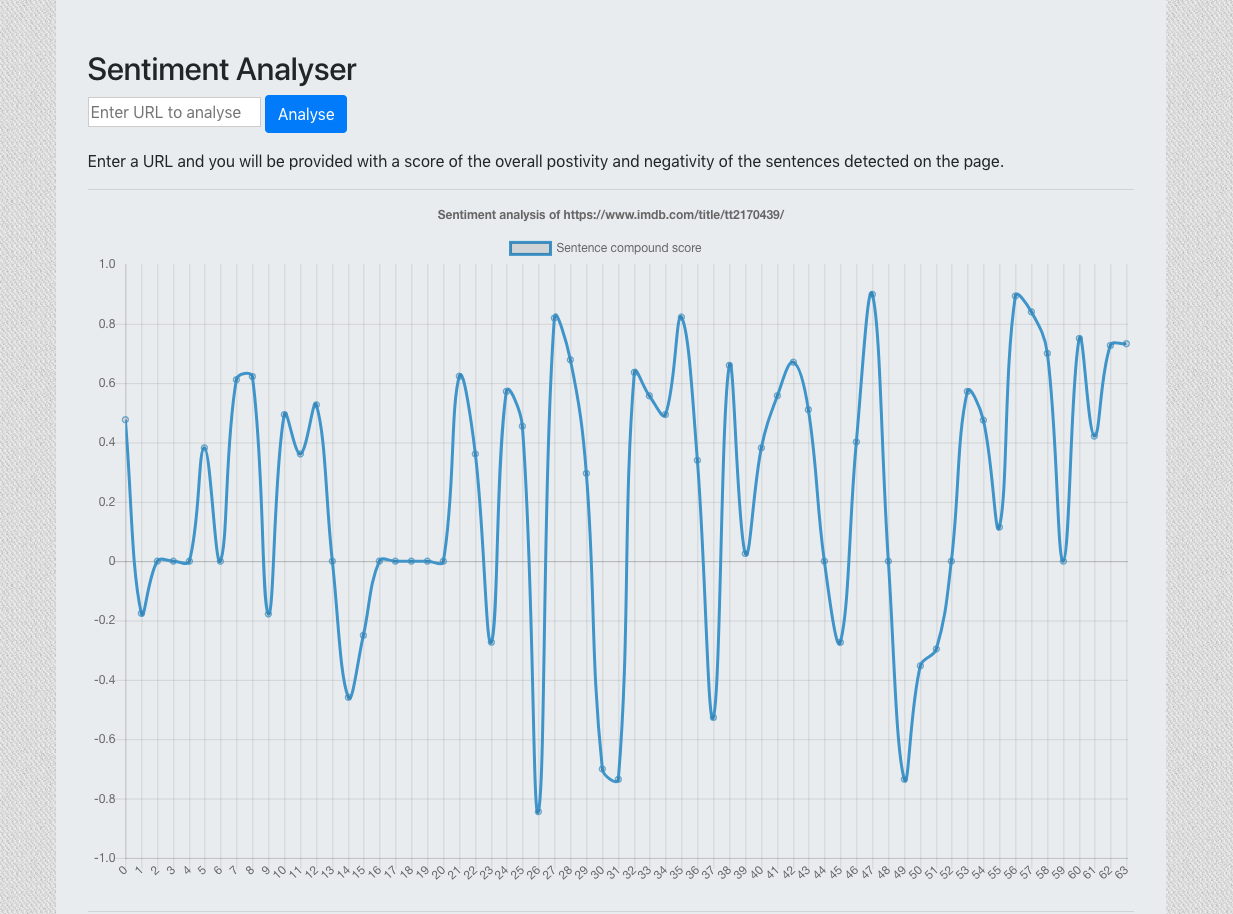 Sentiment Analyser
Enter URL to analyse Analyse
Enter a URL and you will be provided with a score of the overall postivity and negativity of the sentences detected on the page.
Sentiment analysis of https://www.imdb.com/title/tt2170439/
Sentence compound score
1.0
0.8
0.6
0.4
0.2
0
-0.2
-0.4
-0.6
-0.8
-1.0
0 1 2 3 4 5 6 7 8 9 10 11 12 13 14 15 16 17 18 19 20 21 22 23 24 25 26 27 28 29 30 31 32 33 34 35 36 37 38 39 40 41 42 43 44 45 46 47 48 49 50 51 52 53 54 55 56 57 58 59 60 61 62 63